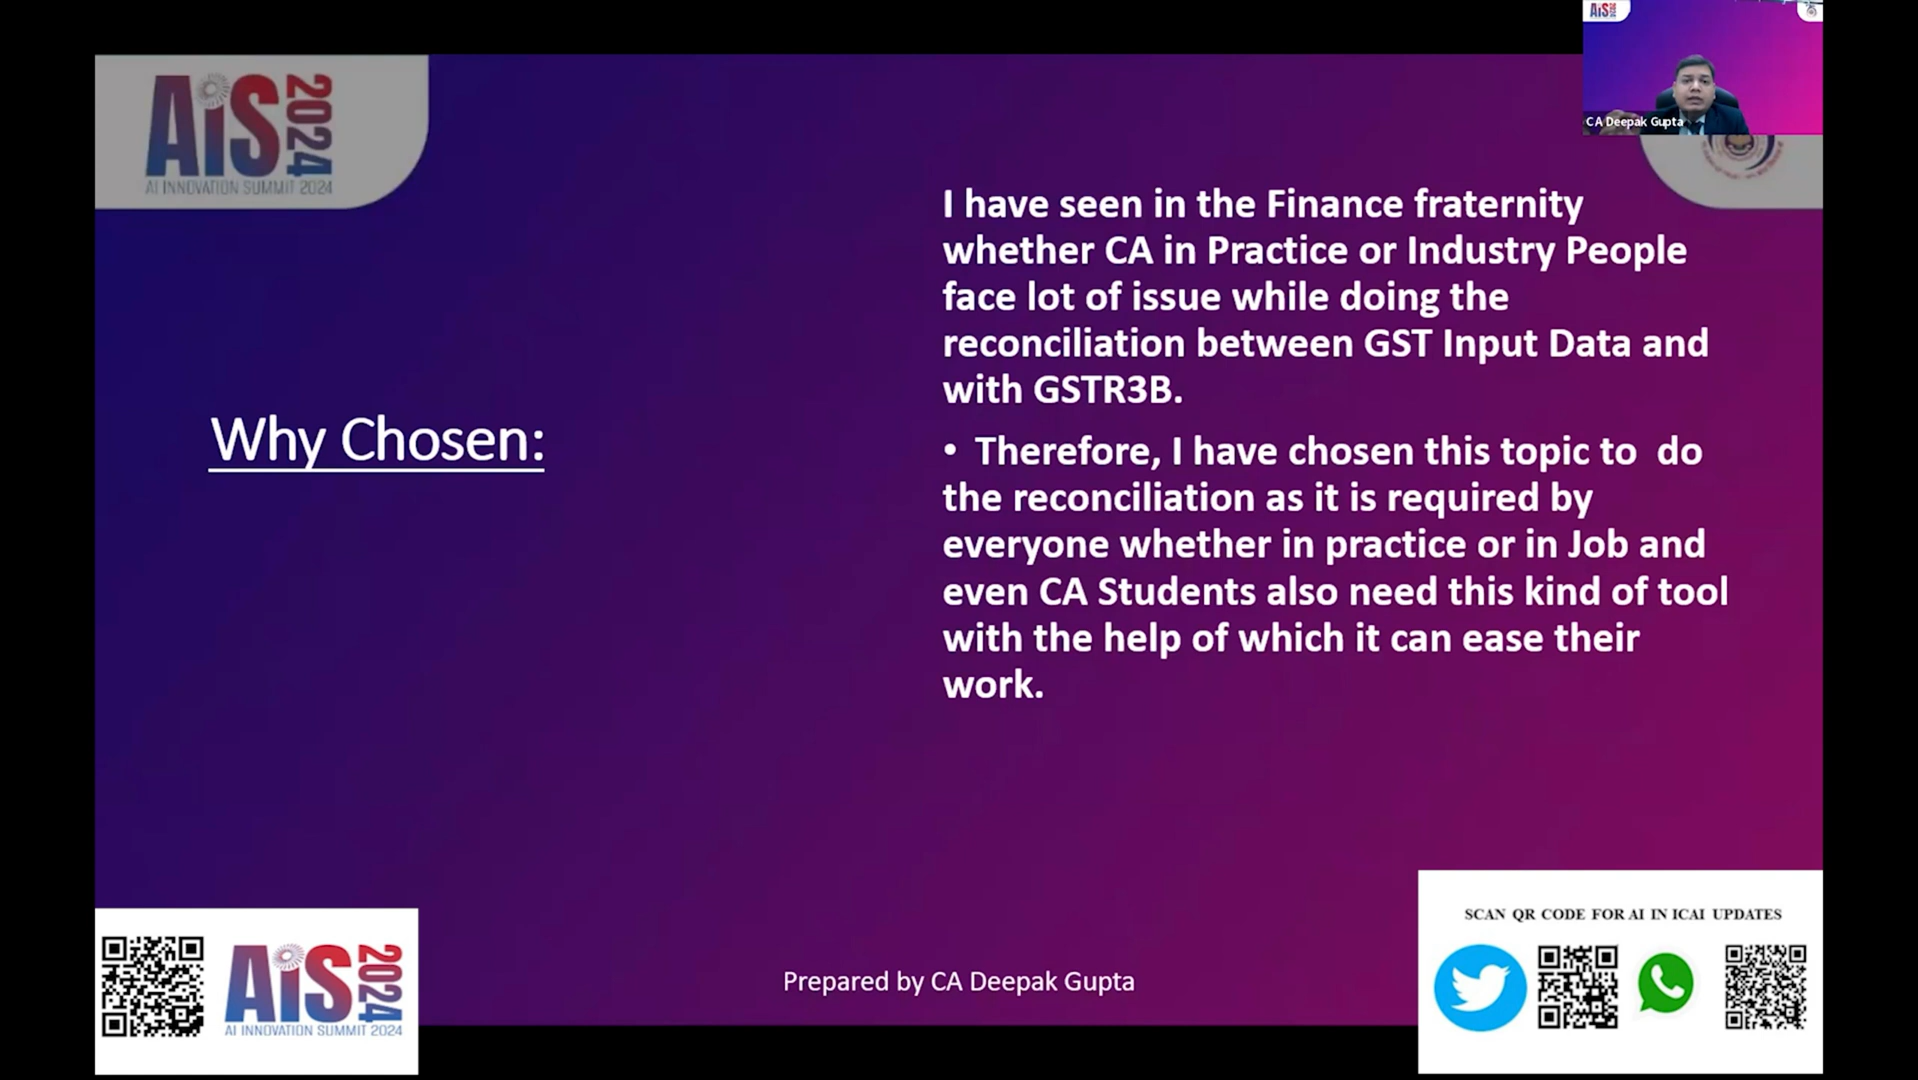 AiS 2024
AI INNOVATION SUMMIT 2024
AiS
CA Deepak Gupta
Why Chosen:
I have seen in the Finance fraternity
whether CA in Practice or Industry People
face lot of issue while doing the
reconciliation between GST Input Data and
with GSTR3B.
• Therefore, I have chosen this topic to  do
the reconciliation as it is required by
everyone whether in practice or in Job and
even CA Students also need this kind of tool
with the help of which it can ease their
work.
AiS 2024
AI INNOVATION SUMMIT 2024
Prepared by CA Deepak Gupta
SCAN QR CODE FOR AI IN ICAI UPDATES